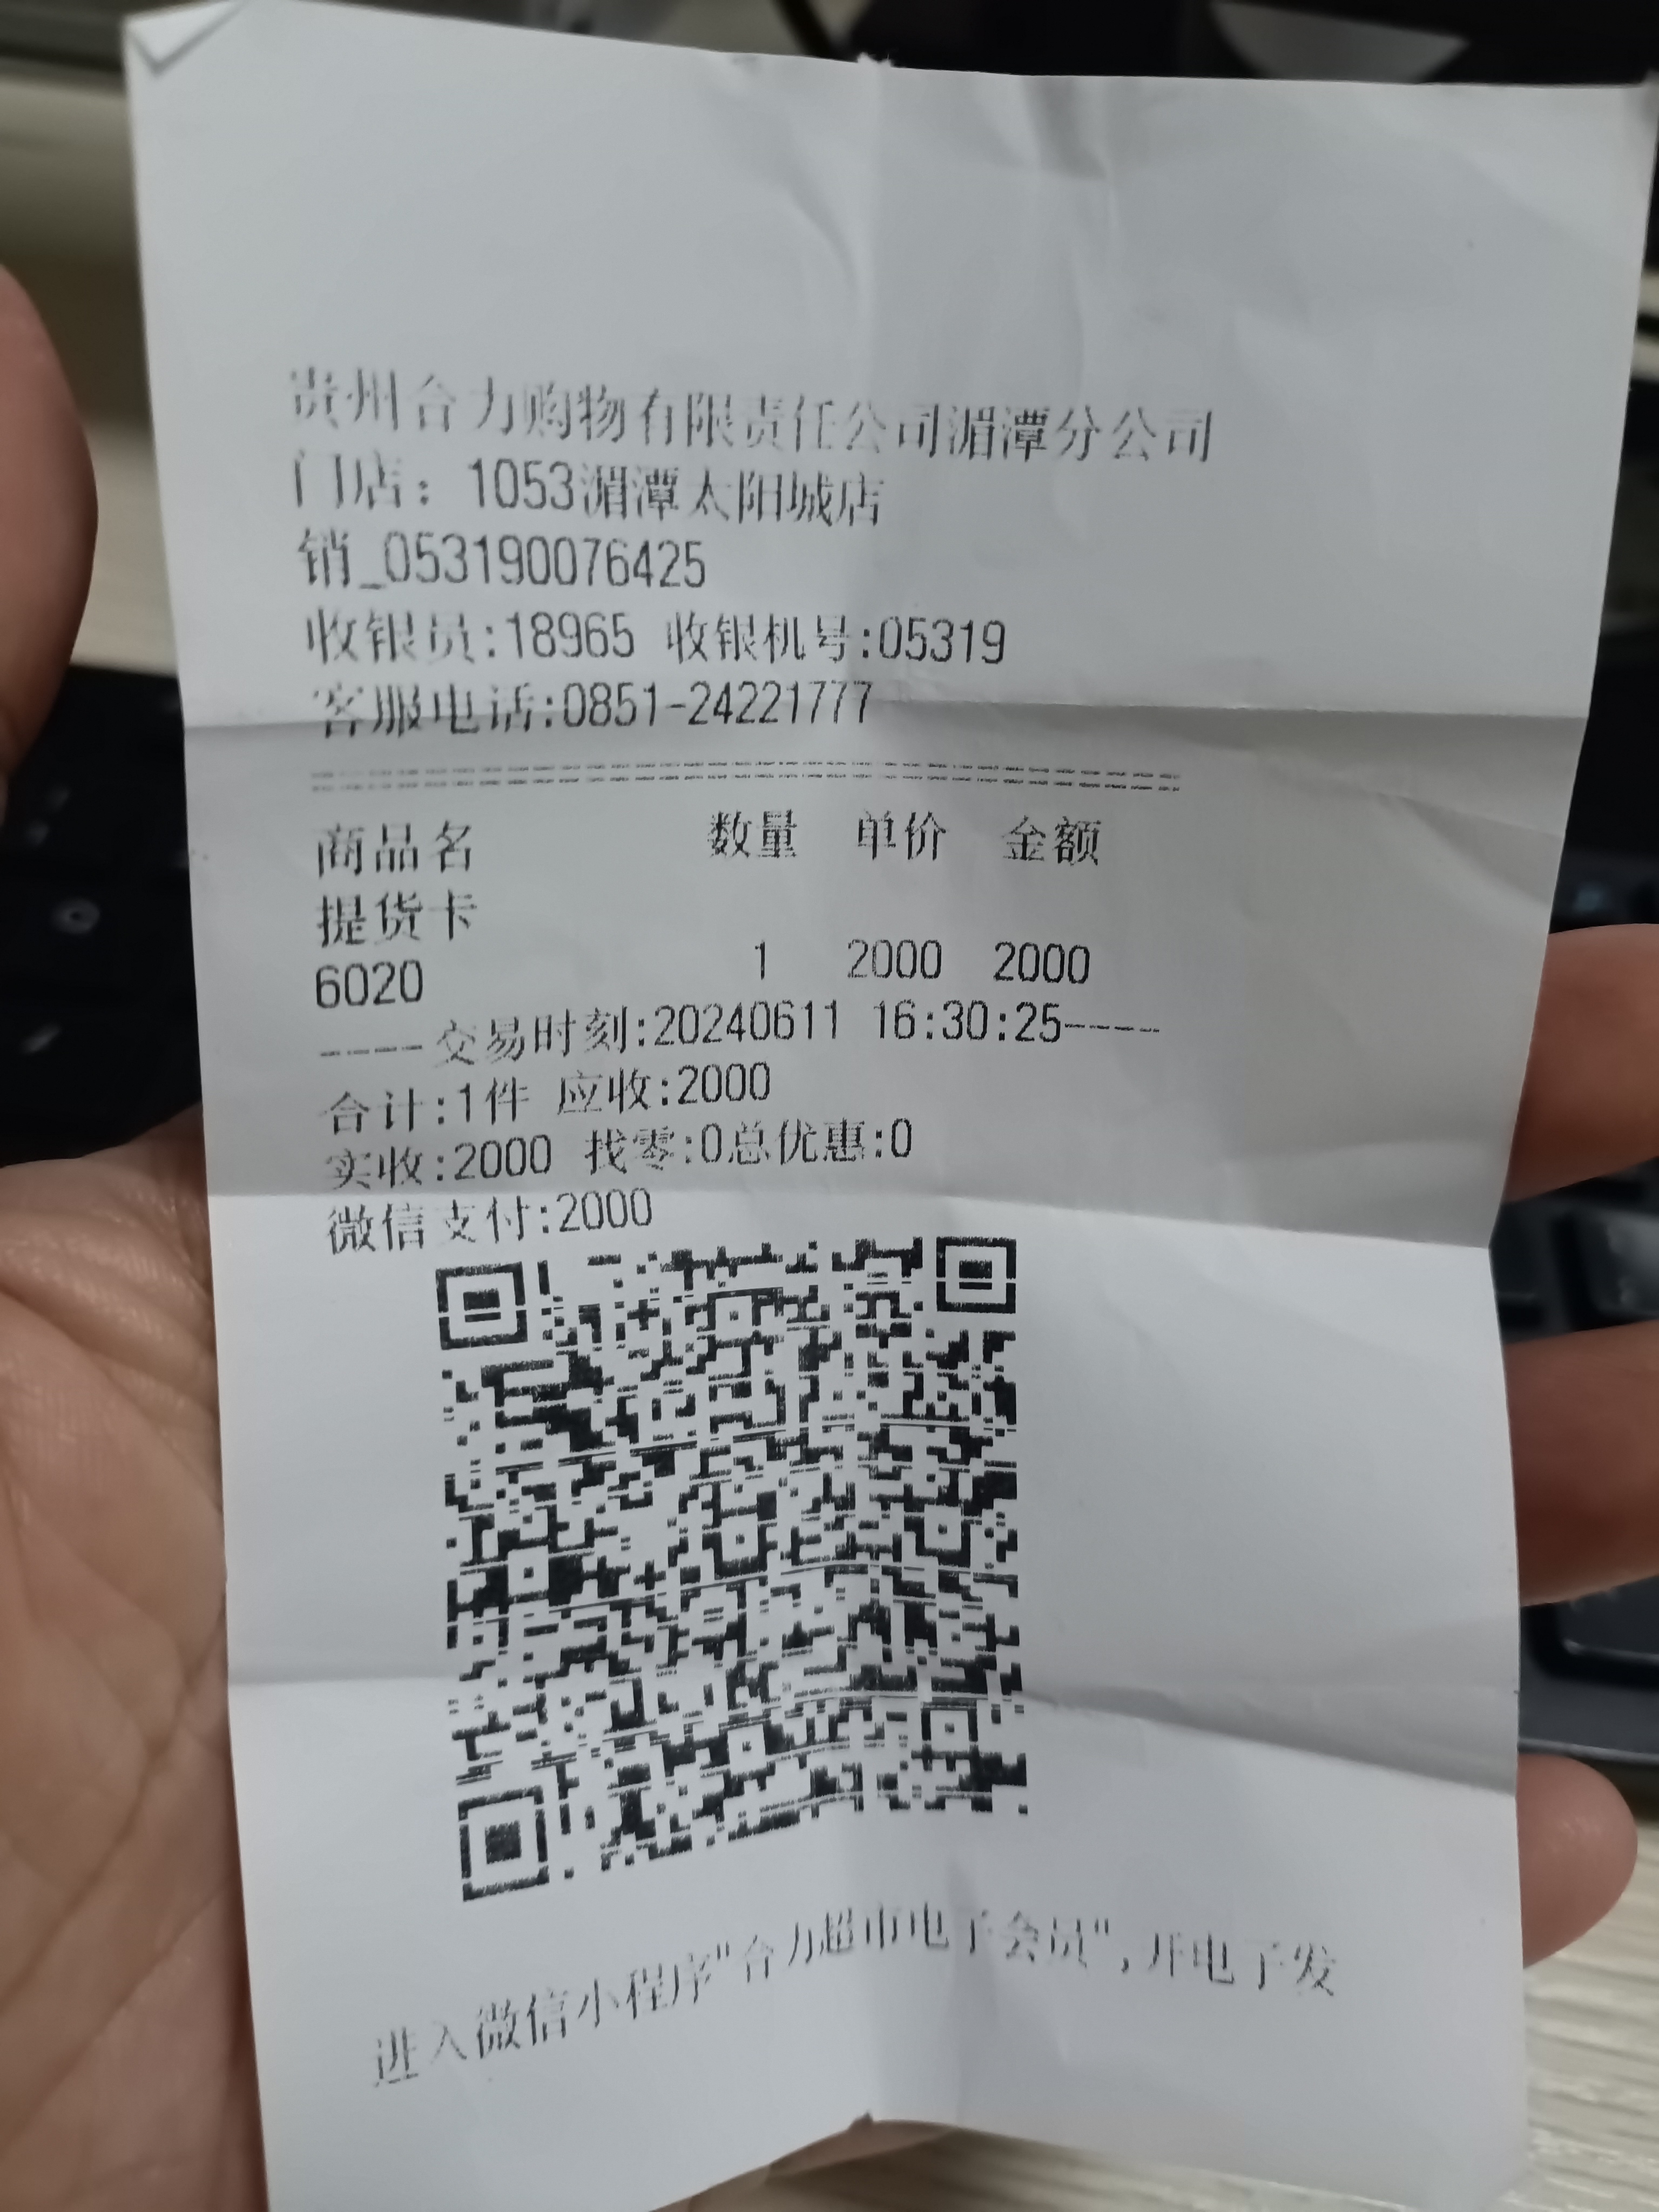 贵州合力购物有限责任公司湄潭分公司
门店：1053湄潭太阳城店
销_053190076425
收银员:18965 收银机号:05319
客服电话:0851-24221777
================================
商品名 数量 单价 金额
提货卡
6020 1 2000 2000
----交易时刻:20240611 16:30:25----
合计:1件 应收:2000
实收:2000 找零:0总优惠:0
微信支付:2000
进入微信小程序"合力超市电子会员",开电子发